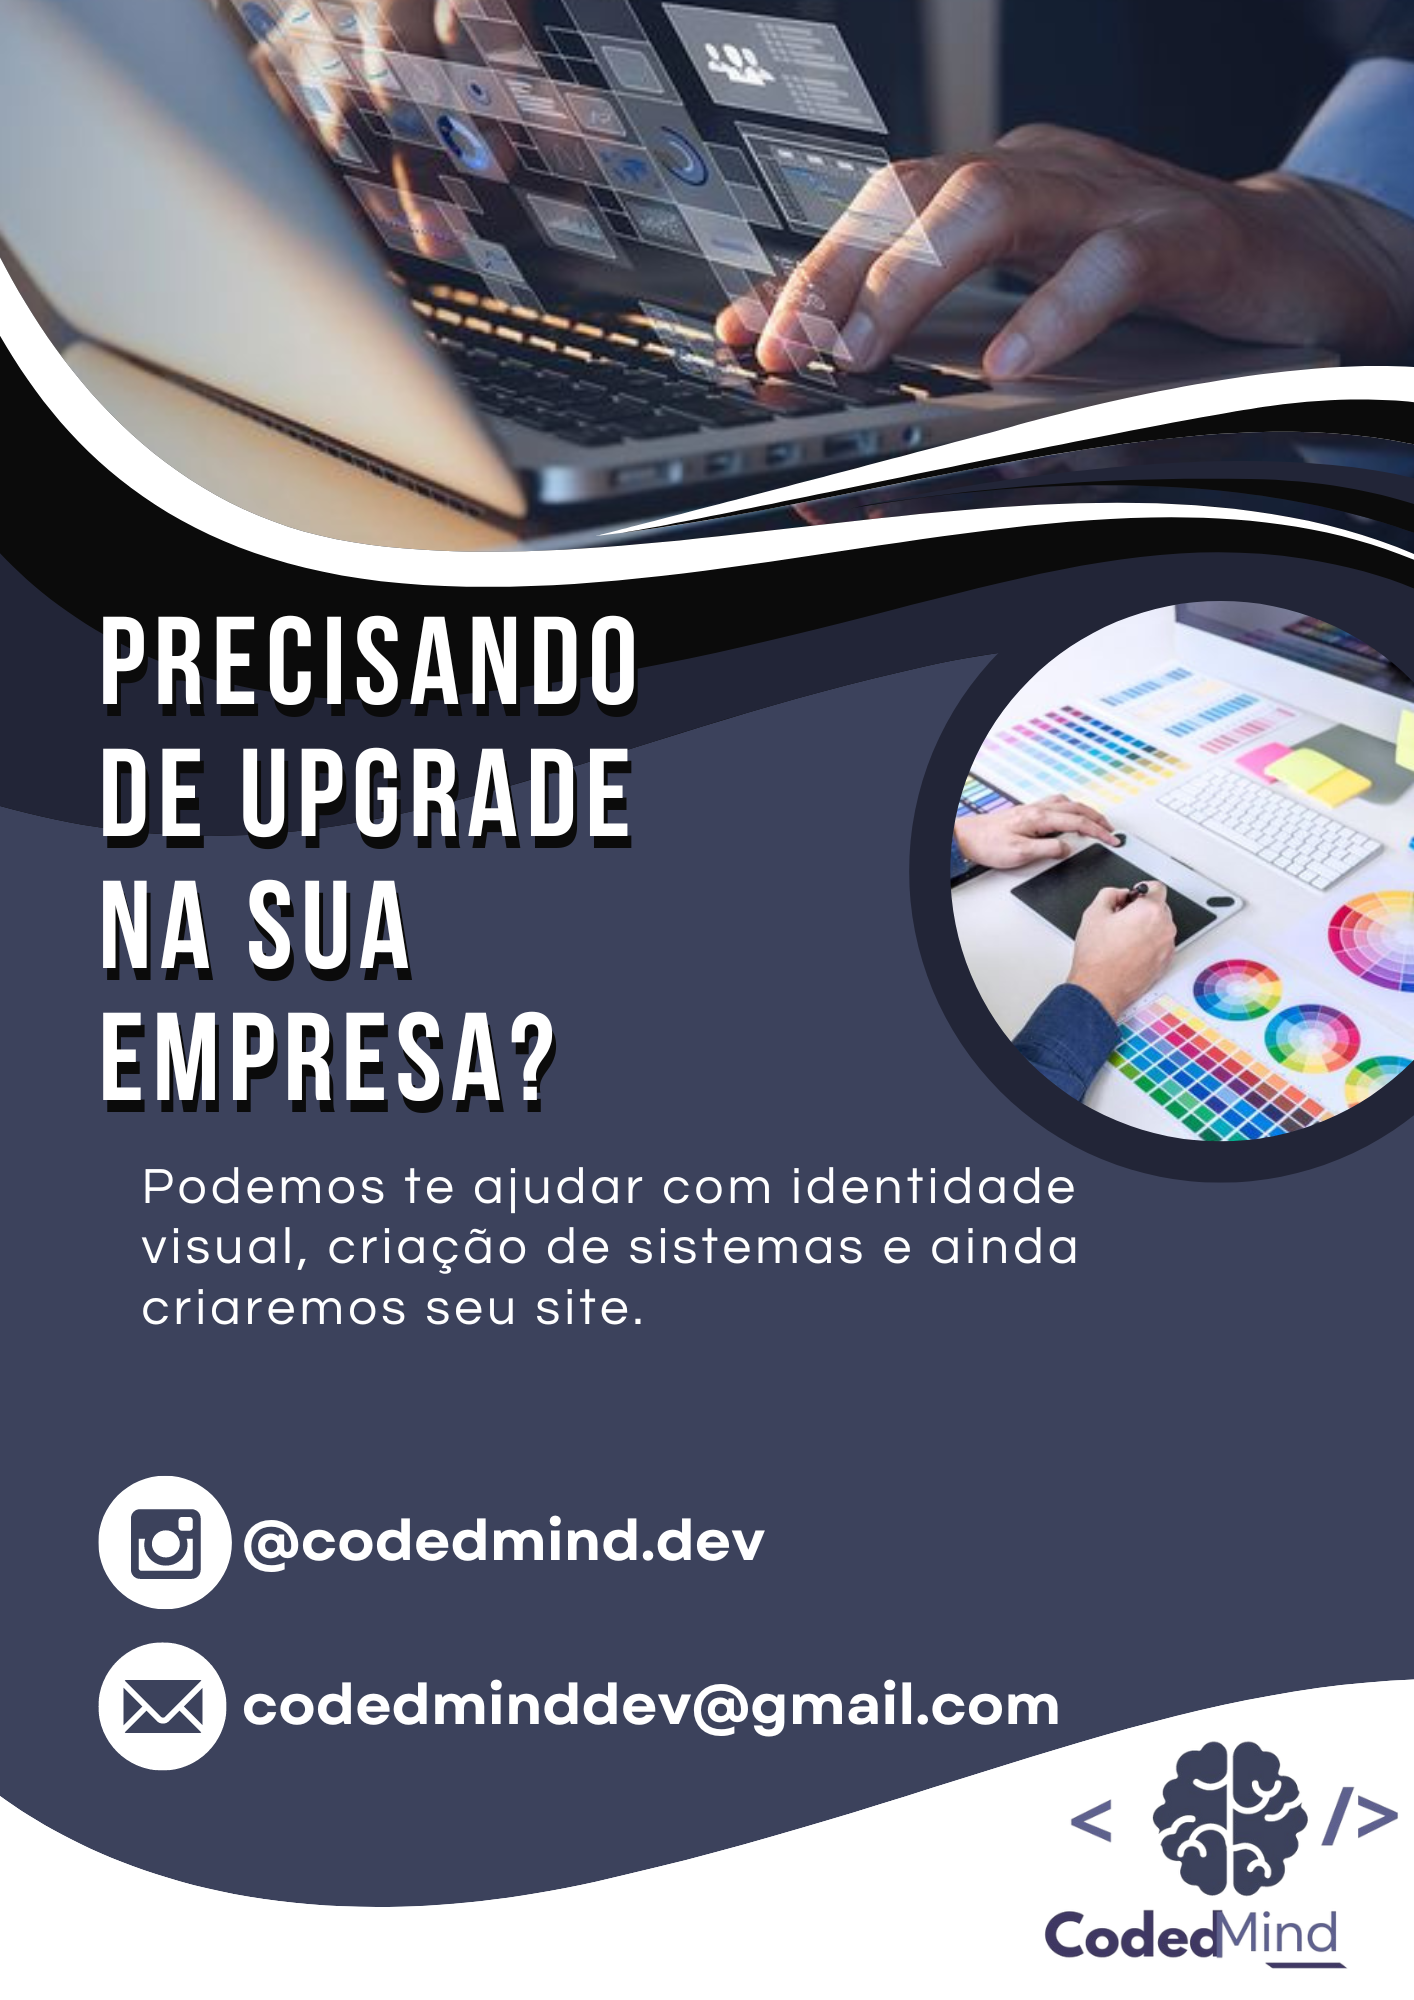 PRECISANDO
DE UPGRADE
NA SUA
EMPRESA?
Podemos te ajudar com identidade
visual, criação de sistemas e ainda
criaremos seu site.
@codedmind.dev
codedminddev@gmail.com
< />
CodedMind